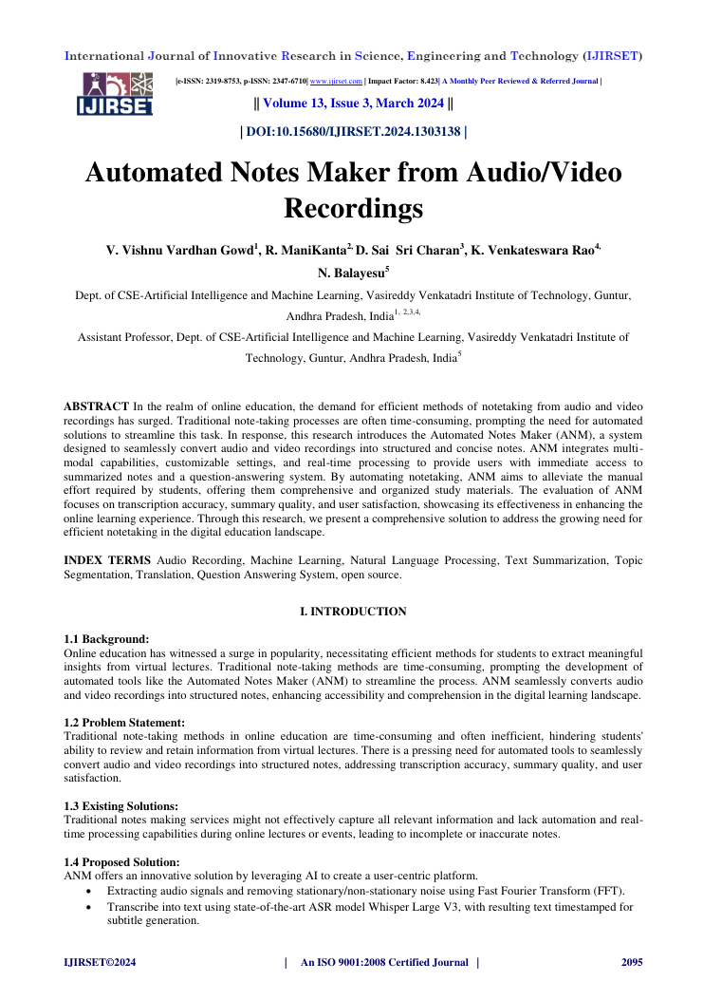 International Journal of Innovative Research in Science, Engineering and Technology (IJIRSET)
|e-ISSN: 2319-8753, p-ISSN: 2347-6710| www.ijirset.com | Impact Factor: 8.423| A Monthly Peer Reviewed & Referred Journal |
IJIRSET
|| Volume 13, Issue 3, March 2024 ||
| DOI:10.15680/IJIRSET.2024.1303138 |
Automated Notes Maker from Audio/Video
Recordings
V. Vishnu Vardhan Gowd1, R. ManiKanta2, D. Sai Sri Charan3, K. Venkateswara Rao4,
N. Balayesu5
Dept. of CSE-Artificial Intelligence and Machine Learning, Vasireddy Venkatadri Institute of Technology, Guntur,
Andhra Pradesh, India1, 2,3,4,
Assistant Professor, Dept. of CSE-Artificial Intelligence and Machine Learning, Vasireddy Venkatadri Institute of
Technology, Guntur, Andhra Pradesh, India5
ABSTRACT In the realm of online education, the demand for efficient methods of notetaking from audio and video
recordings has surged. Traditional note-taking processes are often time-consuming, prompting the need for automated
solutions to streamline this task. In response, this research introduces the Automated Notes Maker (ANM), a system
designed to seamlessly convert audio and video recordings into structured and concise notes. ANM integrates multi-
modal capabilities, customizable settings, and real-time processing to provide users with immediate access to
summarized notes and a question-answering system. By automating notetaking, ANM aims to alleviate the manual
effort required by students, offering them comprehensive and organized study materials. The evaluation of ANM
focuses on transcription accuracy, summary quality, and user satisfaction, showcasing its effectiveness in enhancing the
online learning experience. Through this research, we present a comprehensive solution to address the growing need for
efficient notetaking in the digital education landscape.
INDEX TERMS Audio Recording, Machine Learning, Natural Language Processing, Text Summarization, Topic
Segmentation, Translation, Question Answering System, open source.
I. INTRODUCTION
1.1 Background:
Online education has witnessed a surge in popularity, necessitating efficient methods for students to extract meaningful
insights from virtual lectures. Traditional note-taking methods are time-consuming, prompting the development of
automated tools like the Automated Notes Maker (ANM) to streamline the process. ANM seamlessly converts audio
and video recordings into structured notes, enhancing accessibility and comprehension in the digital learning landscape.
1.2 Problem Statement:
Traditional note-taking methods in online education are time-consuming and often inefficient, hindering students'
ability to review and retain information from virtual lectures. There is a pressing need for automated tools to seamlessly
convert audio and video recordings into structured notes, addressing transcription accuracy, summary quality, and user
satisfaction.
1.3 Existing Solutions:
Traditional notes making services might not effectively capture all relevant information and lack automation and real-
time processing capabilities during online lectures or events, leading to incomplete or inaccurate notes.
1.4 Proposed Solution:
ANM offers an innovative solution by leveraging AI to create a user-centric platform.
• Extracting audio signals and removing stationary/non-stationary noise using Fast Fourier Transform (FFT).
• Transcribe into text using state-of-the-art ASR model Whisper Large V3, with resulting text timestamped for
subtitle generation.
IJIRSET©2024 | An ISO 9001:2008 Certified Journal | 2095